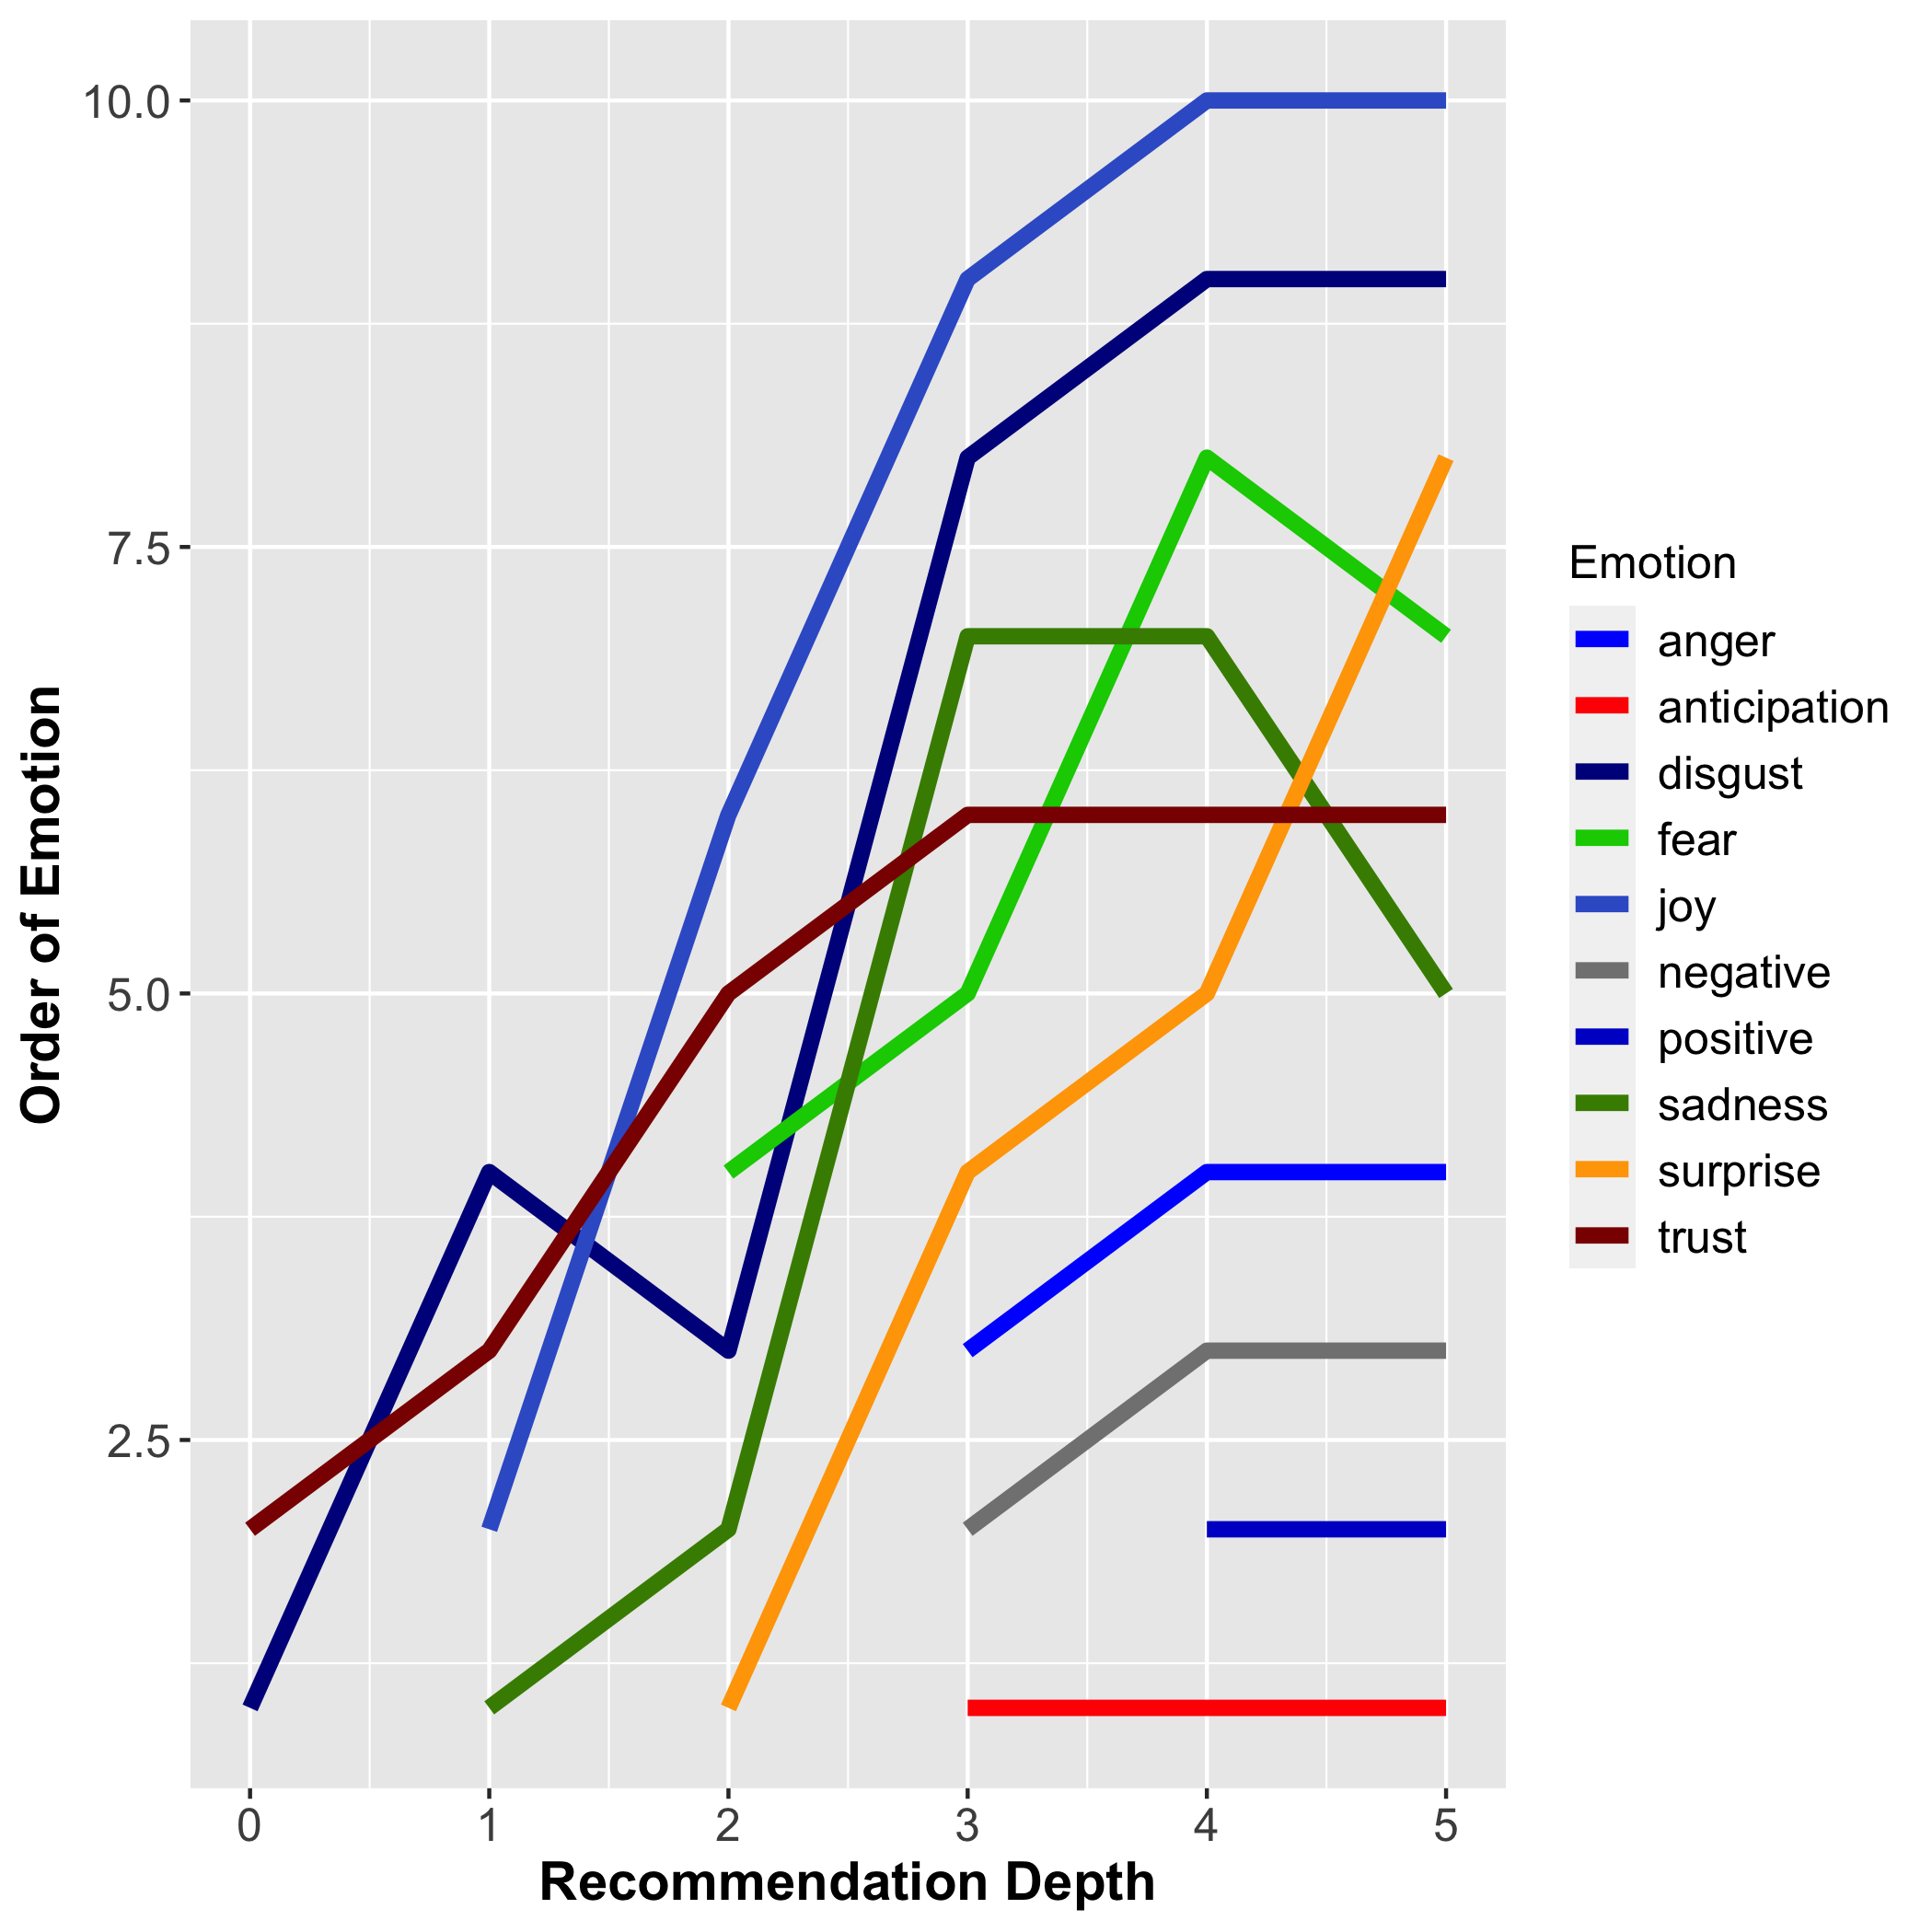 10.0
7.5
5.0
2.5
Order of Emotion
0 1 2 3 4 5
Recommendation Depth
Emotion
anger
anticipation
disgust
fear
joy
negative
positive
sadness
surprise
trust